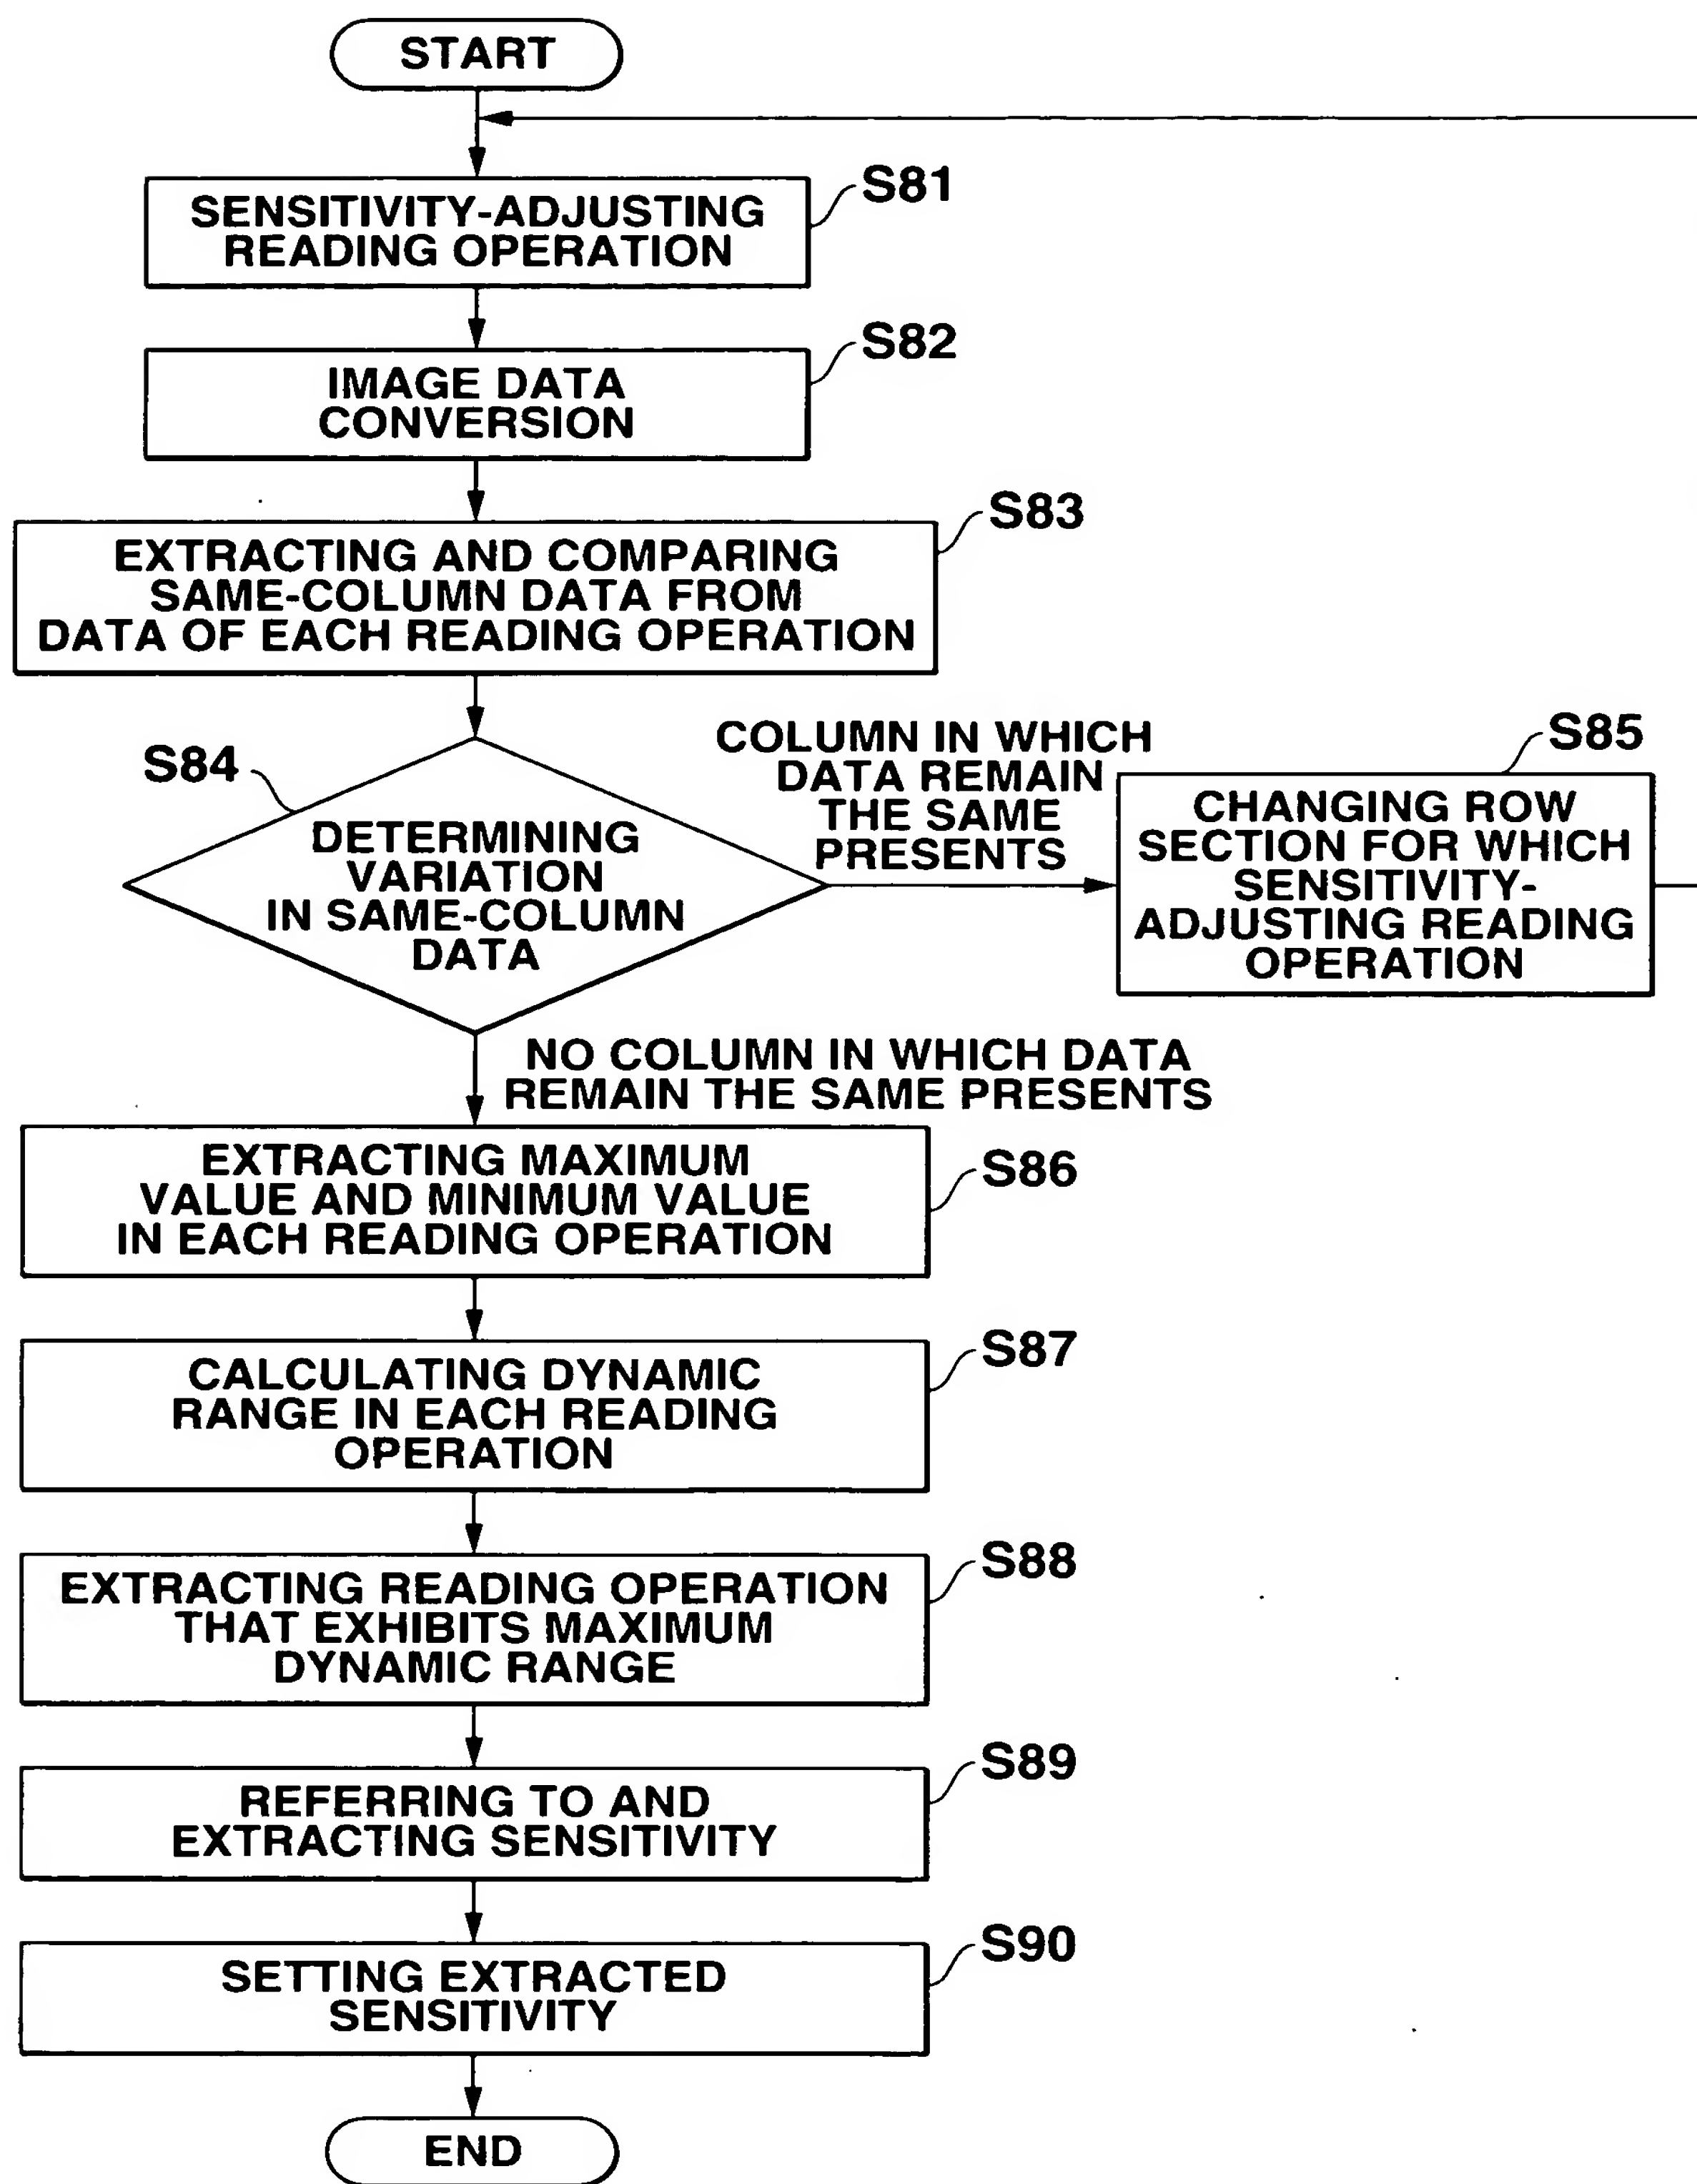 START
S81
SENSITIVITY-ADJUSTING
READING OPERATION
S82
IMAGE DATA
CONVERSION
S83
EXTRACTING AND COMPARING
SAME-COLUMN DATA FROM
DATA OF EACH READING OPERATION
S84
DETERMINING
VARIATION
IN SAME-COLUMN
DATA
COLUMN IN WHICH
DATA REMAIN
THE SAME
PRESENTS
S85
CHANGING ROW
SECTION FOR WHICH
SENSITIVITY-
ADJUSTING READING
OPERATION
NO COLUMN IN WHICH DATA
REMAIN THE SAME PRESENTS
S86
EXTRACTING MAXIMUM
VALUE AND MINIMUM VALUE
IN EACH READING OPERATION
S87
CALCULATING DYNAMIC
RANGE IN EACH READING
OPERATION
S88
EXTRACTING READING OPERATION
THAT EXHIBITS MAXIMUM
DYNAMIC RANGE
S89
REFERRING TO AND
EXTRACTING SENSITIVITY
S90
SETTING EXTRACTED
SENSITIVITY
END